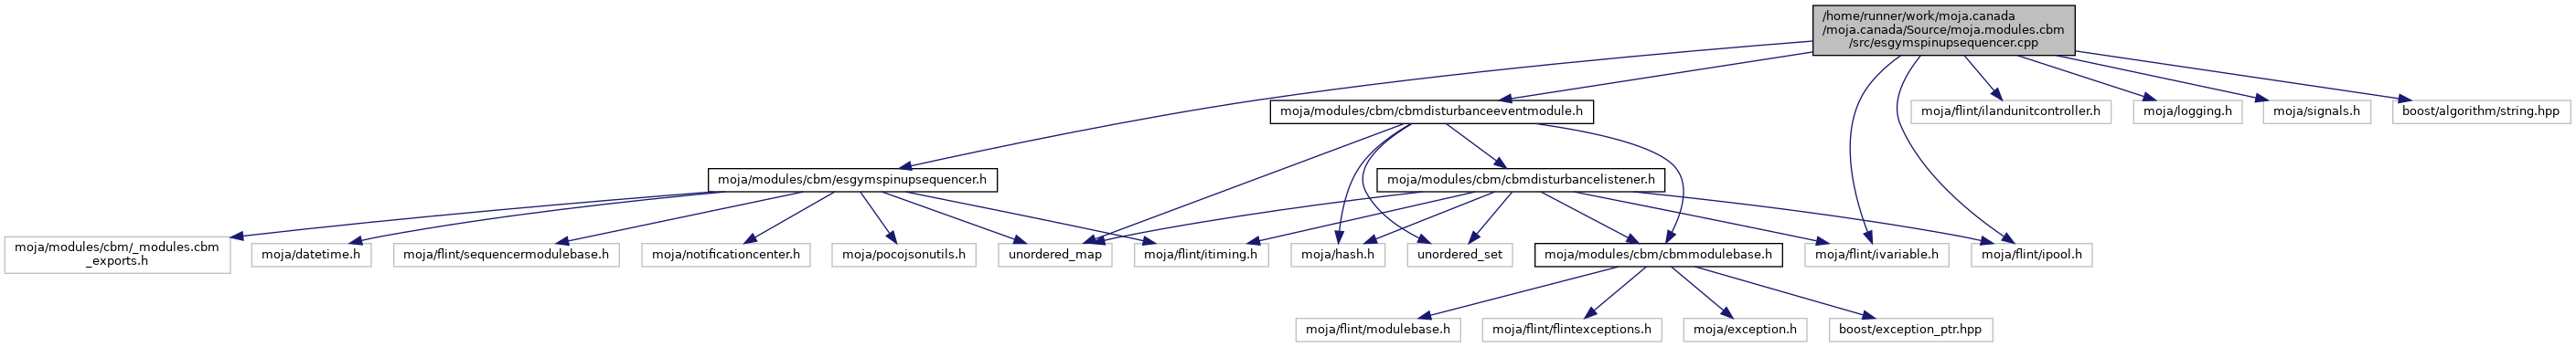 /home/runner/work/moja.canada
/moja.canada/Source/moja.modules.cbm
/src/esgymspinupsequencer.cpp
moja/modules/cbm/cbmdisturbanceeventmodule.h
moja/flint/ilandunitcontroller.h
moja/logging.h
moja/signals.h
boost/algorithm/string.hpp
moja/modules/cbm/esgymspinupsequencer.h
moja/modules/cbm/cbmdisturbancelistener.h
moja/modules/cbm/_modules.cbm
_exports.h
moja/datetime.h
moja/flint/sequencermodulebase.h
moja/notificationcenter.h
moja/pocojsonutils.h
unordered_map
moja/flint/itiming.h
moja/hash.h
unordered_set
moja/modules/cbm/cbmmodulebase.h
moja/flint/ivariable.h
moja/flint/ipool.h
moja/flint/modulebase.h
moja/flint/flintexceptions.h
moja/exception.h
boost/exception_ptr.hpp